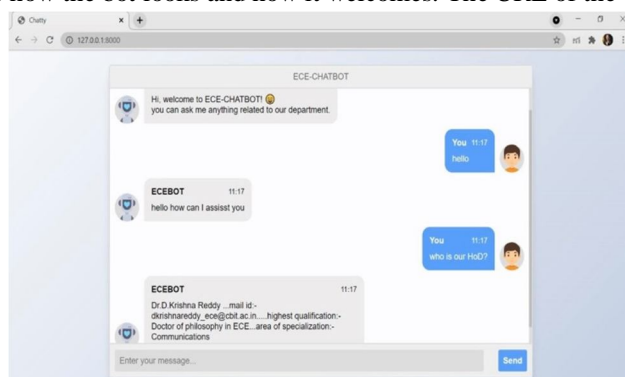 now the bot looks and how it welcomes. The URL of the
Chatty
127.0.0.1:8000
ECE-CHATBOT
Hi, welcome to ECE-CHATBOT!
you can ask me anything related to our department.
You 11:17
hello
ECEBOT 11:17
hello how can I assisst you
You 11:17
who is our HoD?
ECEBOT 11:17
Dr.D.Krishna Reddy ...mail id:-
dkrishnareddy_ece@cbit.ac.in.....highest qualification:-
Doctor of philosophy in ECE...area of specialization:-
Communications
Enter your message...
Send